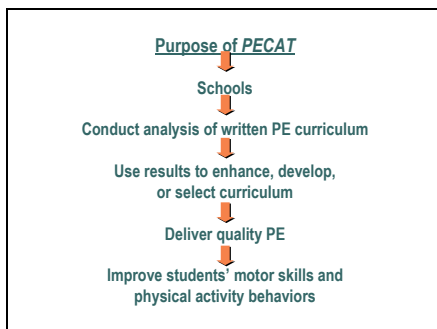 Purpose of PECAT
Schools
Conduct analysis of written PE curriculum
Use results to enhance, develop,
or select curriculum
Deliver quality PE
Improve students’ motor skills and
physical activity behaviors